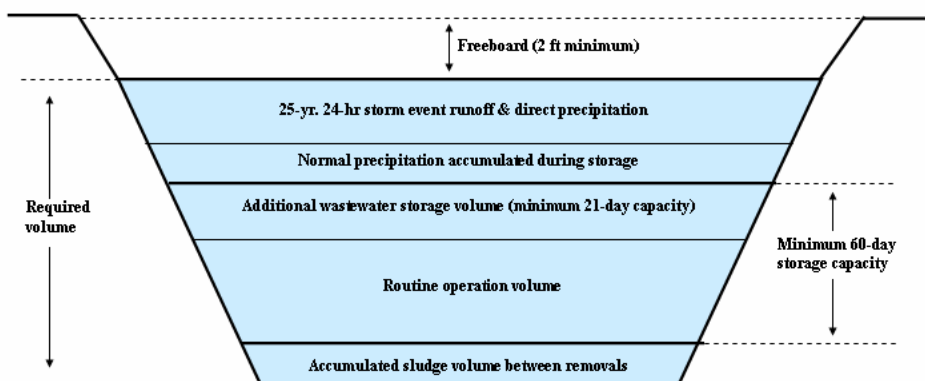 Freeboard (2 ft minimum)
25-yr. 24-hr storm event runoff & direct precipitation
Normal precipitation accumulated during storage
Required
volume
Additional wastewater storage volume (minimum 21-day capacity)
Minimum 60-day
storage capacity
Routine operation volume
Accumulated sludge volume between removals